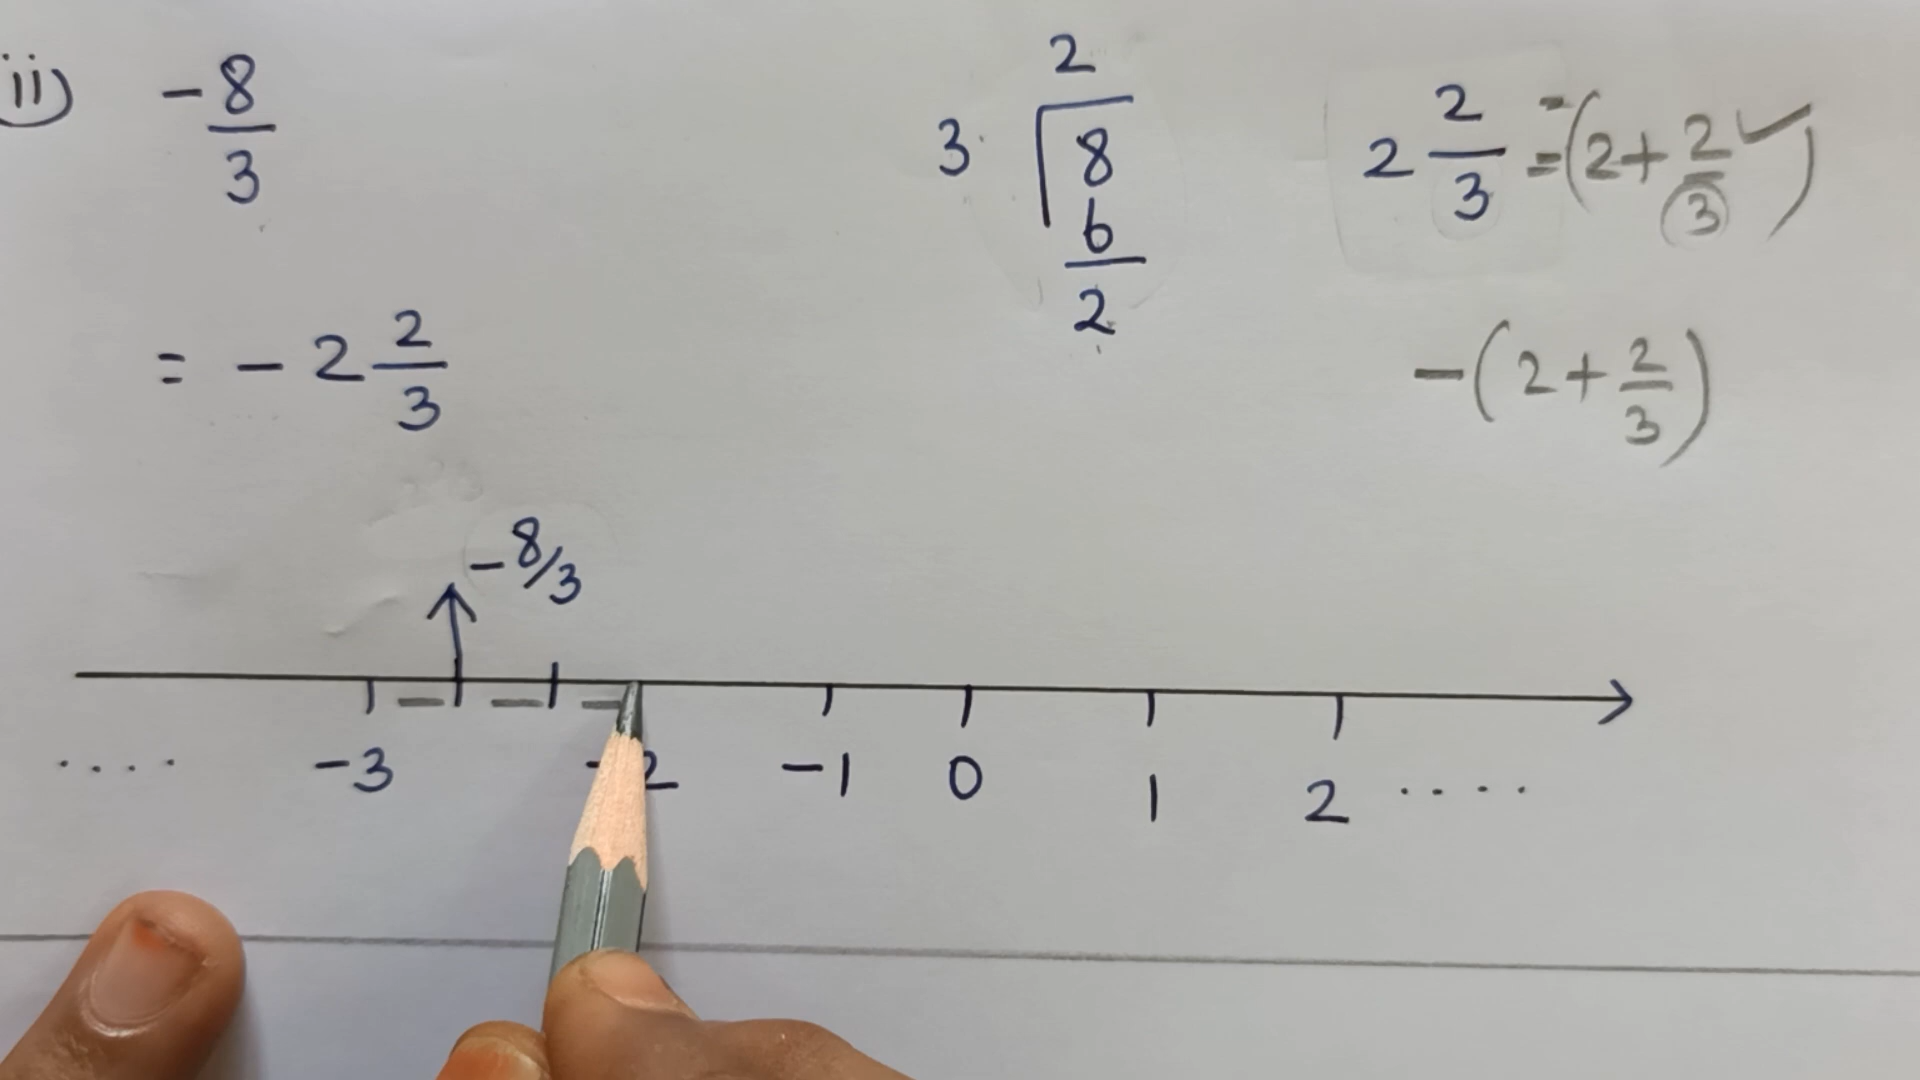 ii) -8/3
2
3 8
6
2
2 2/3 = (2 + 2/3)
= - 2 2/3
-(2 + 2/3)
-8/3
.... -3 -2 -1 0 1 2 ....